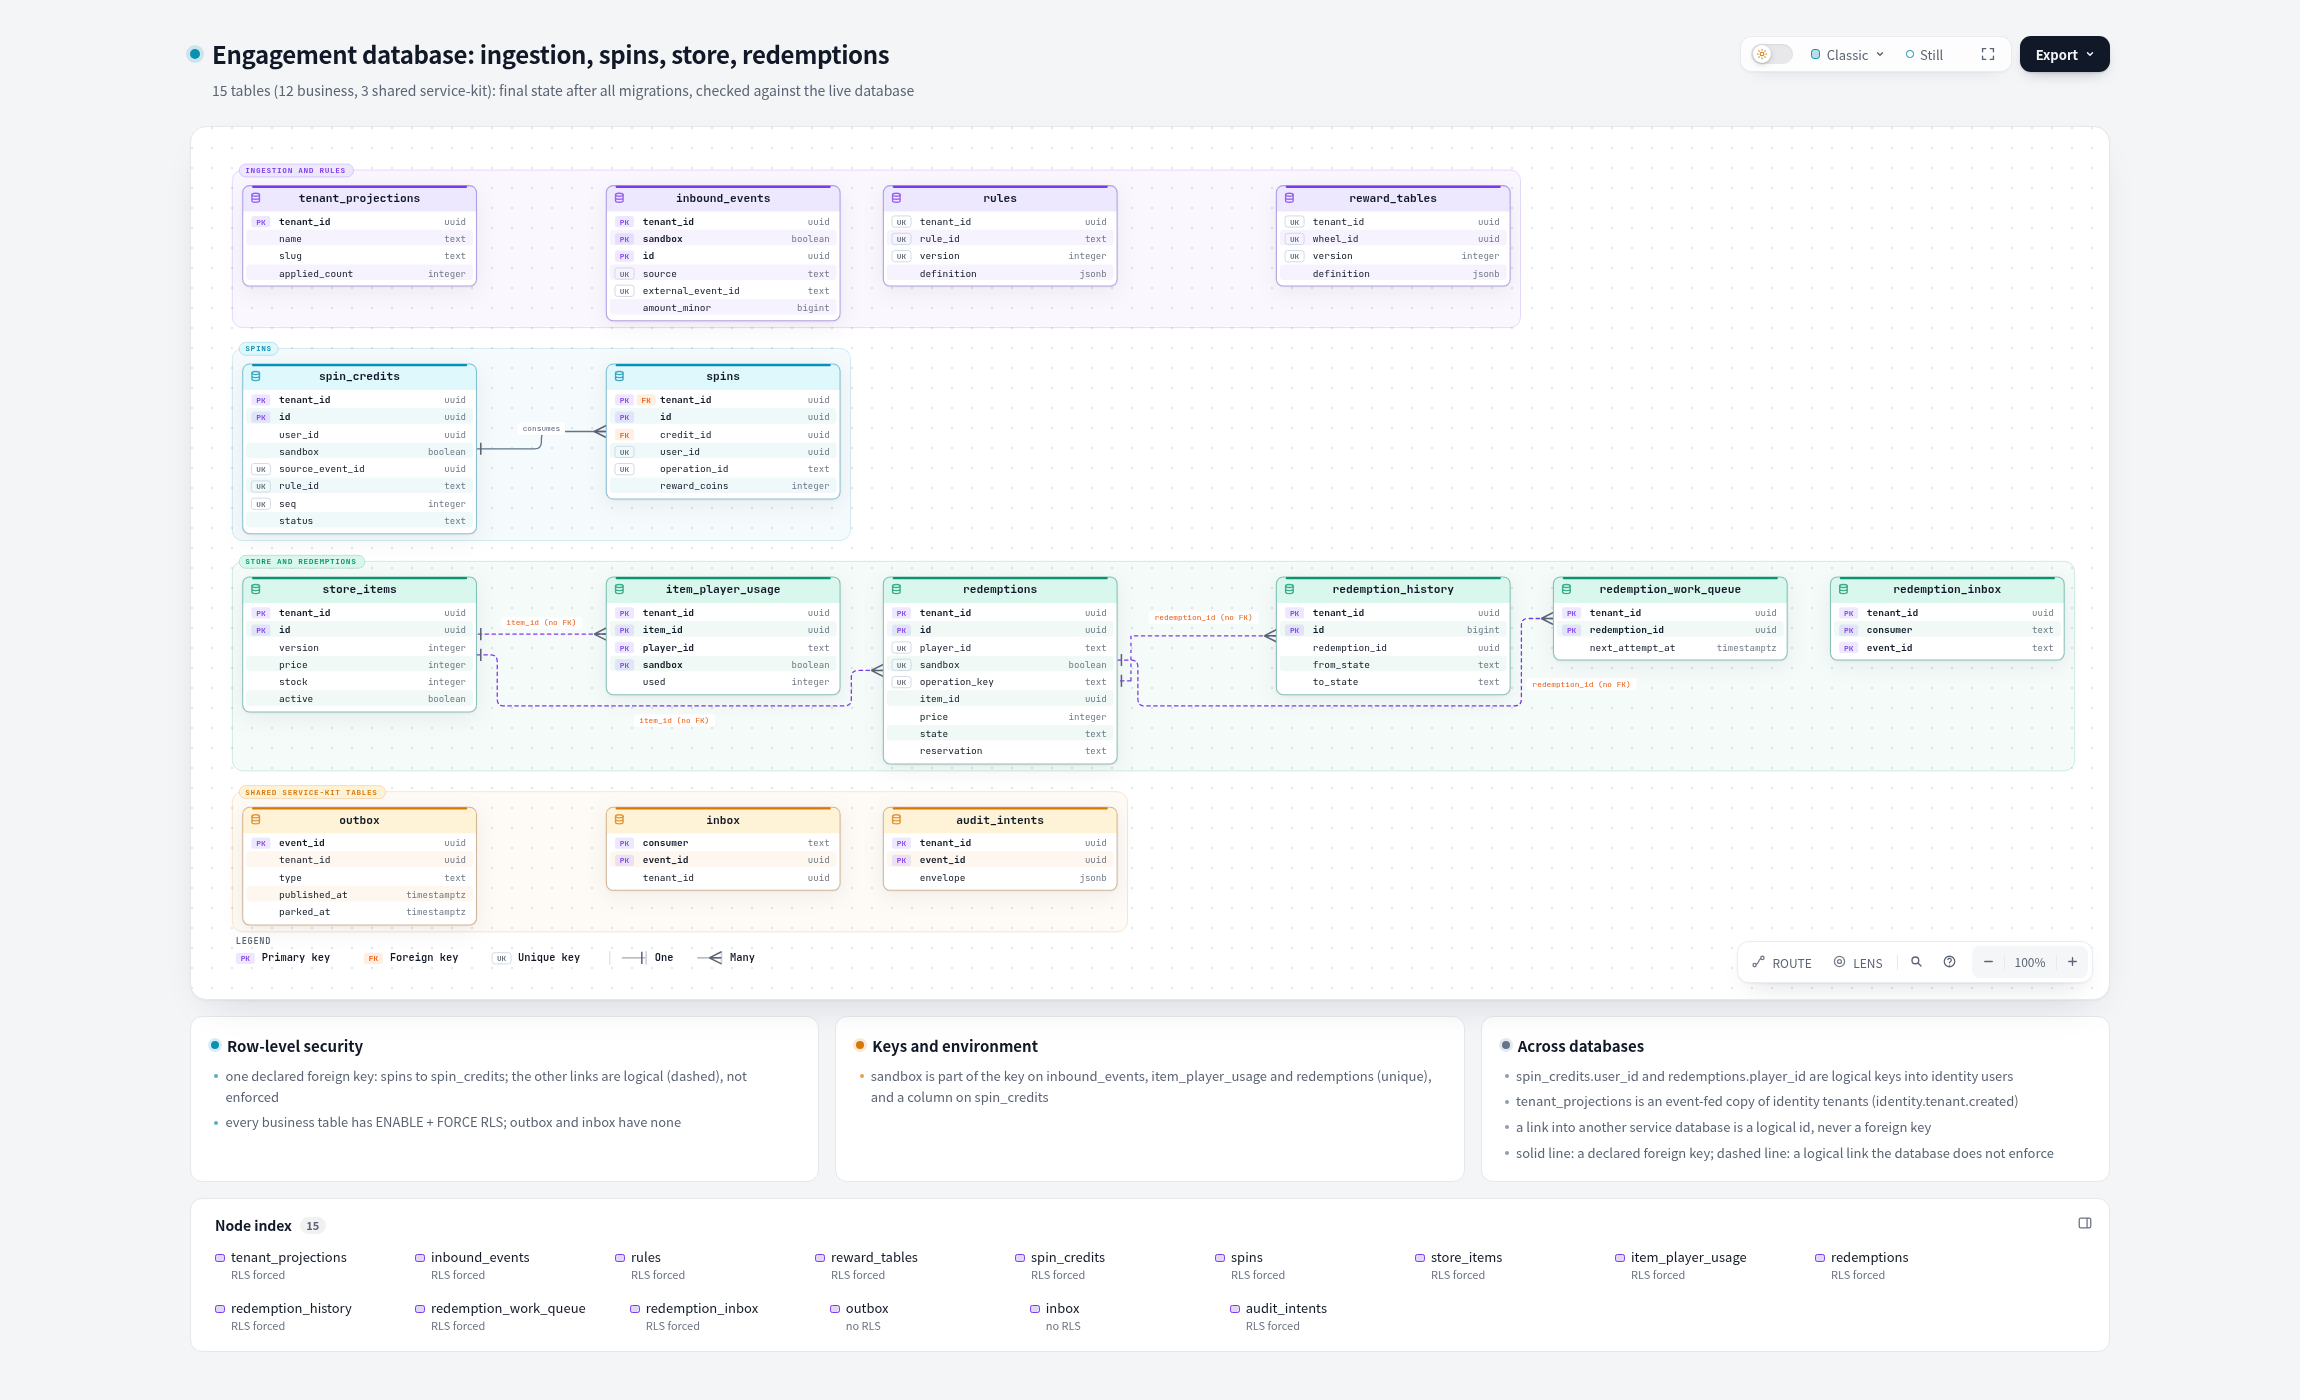 Engagement database: ingestion, spins, store, redemptions
15 tables (12 business, 3 shared service-kit): final state after all migrations, checked against the live database
Classic
Still
Export
INGESTION AND RULES
tenant_projections
PK tenant_id uuid
name text
slug text
applied_count integer
inbound_events
PK tenant_id uuid
PK sandbox boolean
PK id uuid
UK source text
UK external_event_id text
amount_minor bigint
rules
UK tenant_id uuid
UK rule_id text
UK version integer
definition jsonb
reward_tables
UK tenant_id uuid
UK wheel_id uuid
UK version integer
definition jsonb
SPINS
spin_credits
PK tenant_id uuid
PK id uuid
user_id uuid
sandbox boolean
UK source_event_id uuid
UK rule_id text
UK seq integer
status text
consumes
spins
PK FK tenant_id uuid
PK id uuid
FK credit_id uuid
UK user_id uuid
UK operation_id text
reward_coins integer
STORE AND REDEMPTIONS
store_items
PK tenant_id uuid
PK id uuid
version integer
price integer
stock integer
active boolean
item_id (no FK)
item_player_usage
PK tenant_id uuid
PK item_id uuid
PK player_id text
PK sandbox boolean
used integer
item_id (no FK)
redemptions
PK tenant_id uuid
PK id uuid
UK player_id text
UK sandbox boolean
UK operation_key text
item_id uuid
price integer
state text
reservation text
redemption_id (no FK)
redemption_history
PK tenant_id uuid
PK id bigint
redemption_id uuid
from_state text
to_state text
redemption_work_queue
PK tenant_id uuid
PK redemption_id uuid
next_attempt_at timestamptz
redemption_id (no FK)
redemption_inbox
PK tenant_id uuid
PK consumer text
PK event_id text
SHARED SERVICE-KIT TABLES
outbox
PK event_id uuid
tenant_id uuid
type text
published_at timestamptz
parked_at timestamptz
inbox
PK consumer text
PK event_id uuid
tenant_id uuid
audit_intents
PK tenant_id uuid
PK event_id uuid
envelope jsonb
LEGEND
PK Primary key
FK Foreign key
UK Unique key
One
Many
ROUTE
LENS
100%
Row-level security
one declared foreign key: spins to spin_credits; the other links are logical (dashed), not
enforced
every business table has ENABLE + FORCE RLS; outbox and inbox have none
Keys and environment
sandbox is part of the key on inbound_events, item_player_usage and redemptions (unique),
and a column on spin_credits
Across databases
spin_credits.user_id and redemptions.player_id are logical keys into identity users
tenant_projections is an event-fed copy of identity tenants (identity.tenant.created)
a link into another service database is a logical id, never a foreign key
solid line: a declared foreign key; dashed line: a logical link the database does not enforce
Node index 15
tenant_projections
RLS forced
inbound_events
RLS forced
rules
RLS forced
reward_tables
RLS forced
spin_credits
RLS forced
spins
RLS forced
store_items
RLS forced
item_player_usage
RLS forced
redemptions
RLS forced
redemption_history
RLS forced
redemption_work_queue
RLS forced
redemption_inbox
RLS forced
outbox
no RLS
inbox
no RLS
audit_intents
RLS forced